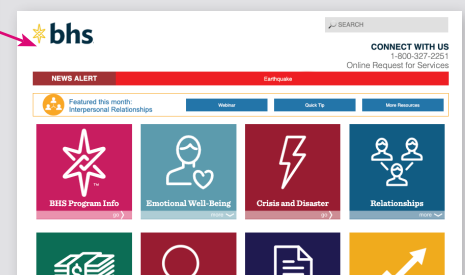 bhs
SEARCH
CONNECT WITH US
1-800-327-2251
Online Request for Services
NEWS ALERT
Earthquake
Featured this month:
Interpersonal Relationships
Webinar
Quick Tip
More Resources
TM
BHS Program Info
go
Emotional Well-Being
more
Crisis and Disaster
go
Relationships
more